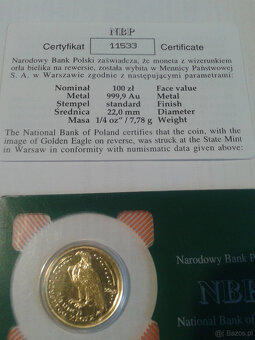 NBP
Certyfikat 11533 Certificate
Narodowy Bank Polski zaświadcza, że moneta z wizerunkiem
orła bielika na rewersie, została wybita w Mennicy Państwowej
S. A. w Warszawie zgodnie z następującymi parametrami:
Nominał 100 zł Face value
Metal 999,9 Au Metal
Stempel standard Finish
Średnica 22,0 mm Diameter
Masa 1/4 oz" / 7,78 g Weight
The National Bank of Poland certifies that the coin, with the
image of Golden Eagle on reverse, was struck at the State Mint
in Warsaw in conformity with numismatic data given above:
Narodowy Bank P
NBP
National Bank of
Bazos.pl